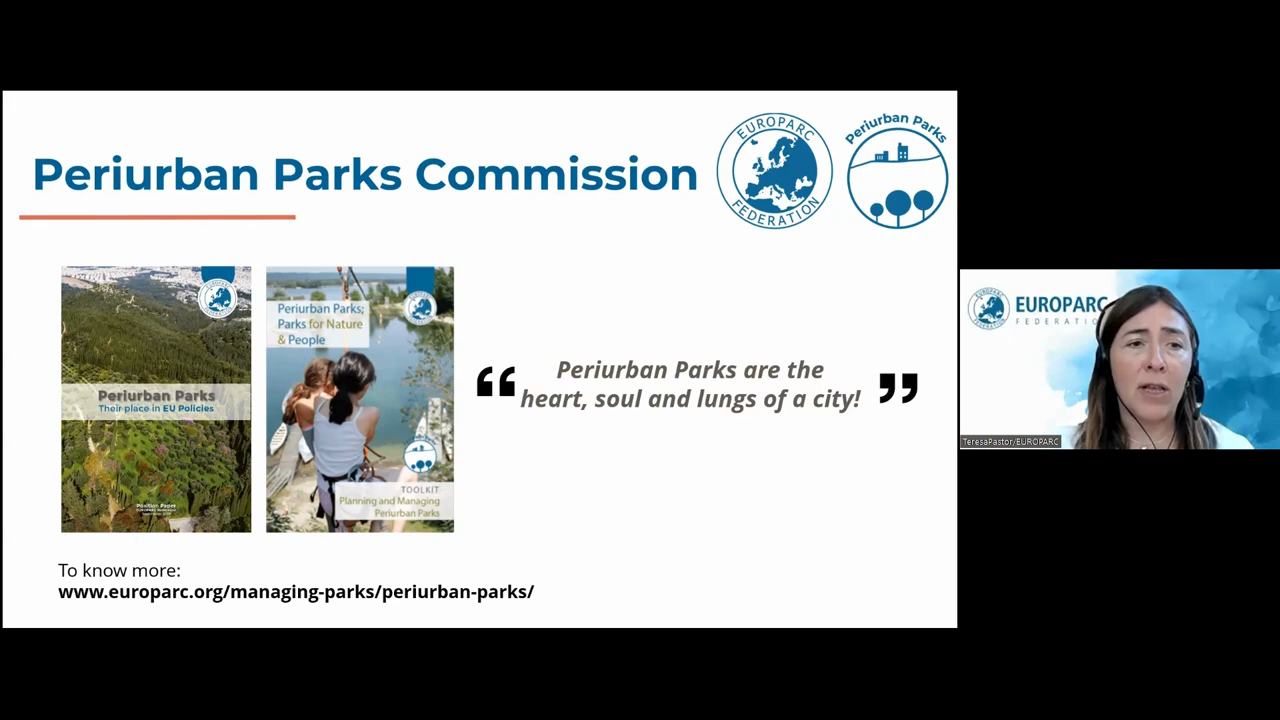 Periurban Parks Commission
EUROPARC
FEDERATION
Periurban Parks
Periurban Parks
Their place in EU Policies
Position Paper
Periurban Parks;
Parks for Nature
& People
TOOLKIT
Planning and Managing
Periurban Parks
“ Periurban Parks are the
heart, soul and lungs of a city! ”
To know more:
www.europarc.org/managing-parks/periurban-parks/
EUROPARC
FEDERATIO
TeresaPastor/EUROPARC